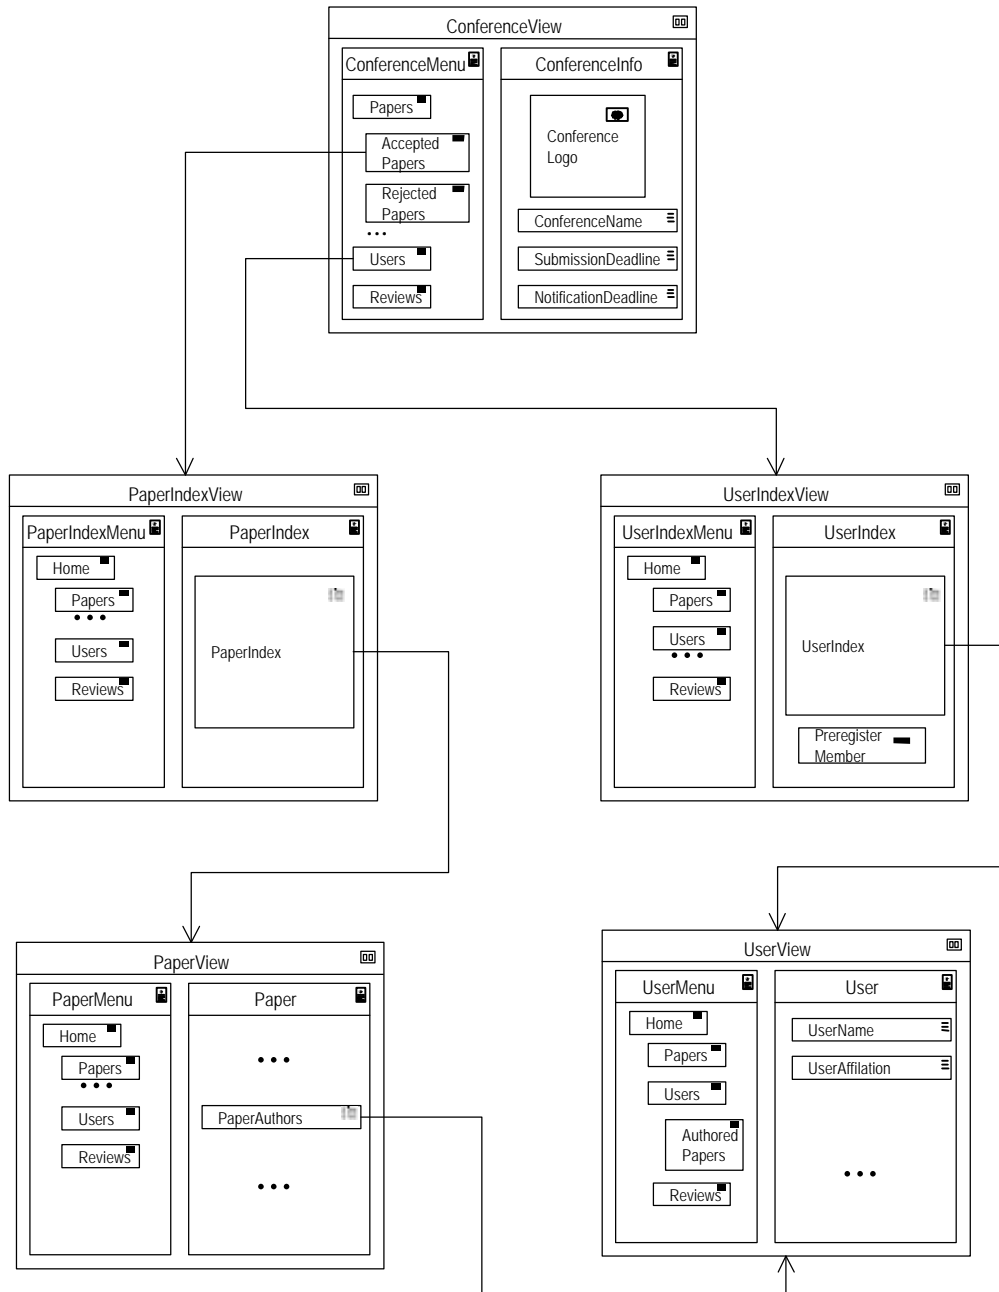 ConferenceView
ConferenceMenu
Papers
Accepted
Papers
Rejected
Papers
...
Users
Reviews
ConferenceInfo
Conference
Logo
ConferenceName
SubmissionDeadline
NotificationDeadline
PaperIndexView
PaperIndexMenu
Home
Papers
...
Users
Reviews
PaperIndex
PaperIndex
UserIndexView
UserIndexMenu
Home
Papers
Users
...
Reviews
UserIndex
UserIndex
Preregister
Member
PaperView
PaperMenu
Home
Papers
...
Users
Reviews
Paper
...
PaperAuthors
...
UserView
UserMenu
Home
Papers
Users
Authored
Papers
Reviews
User
UserName
UserAffilation
...